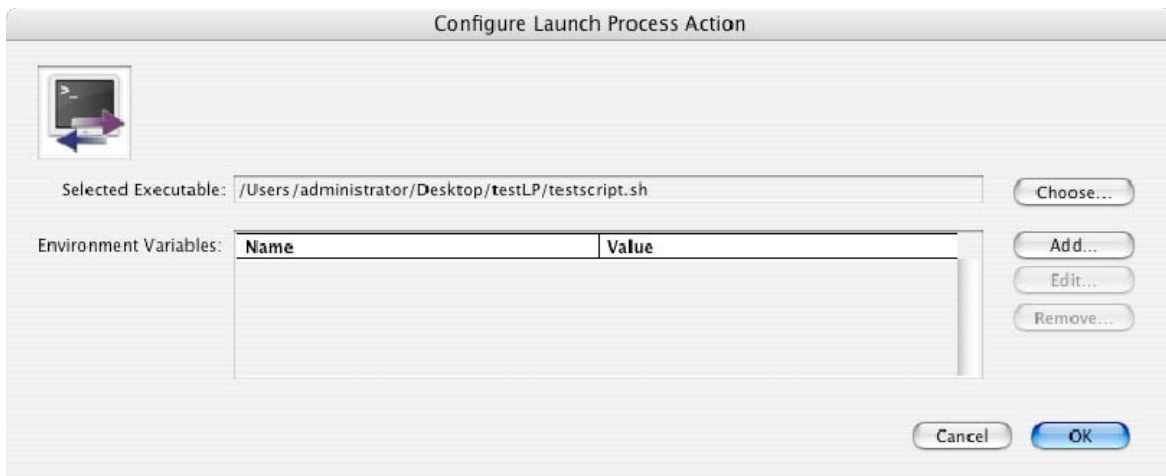 Configure Launch Process Action
>_
Selected Executable: /Users/administrator/Desktop/testLP/testscript.sh Choose...
Environment Variables: Name Value Add...
Edit...
Remove...
Cancel OK